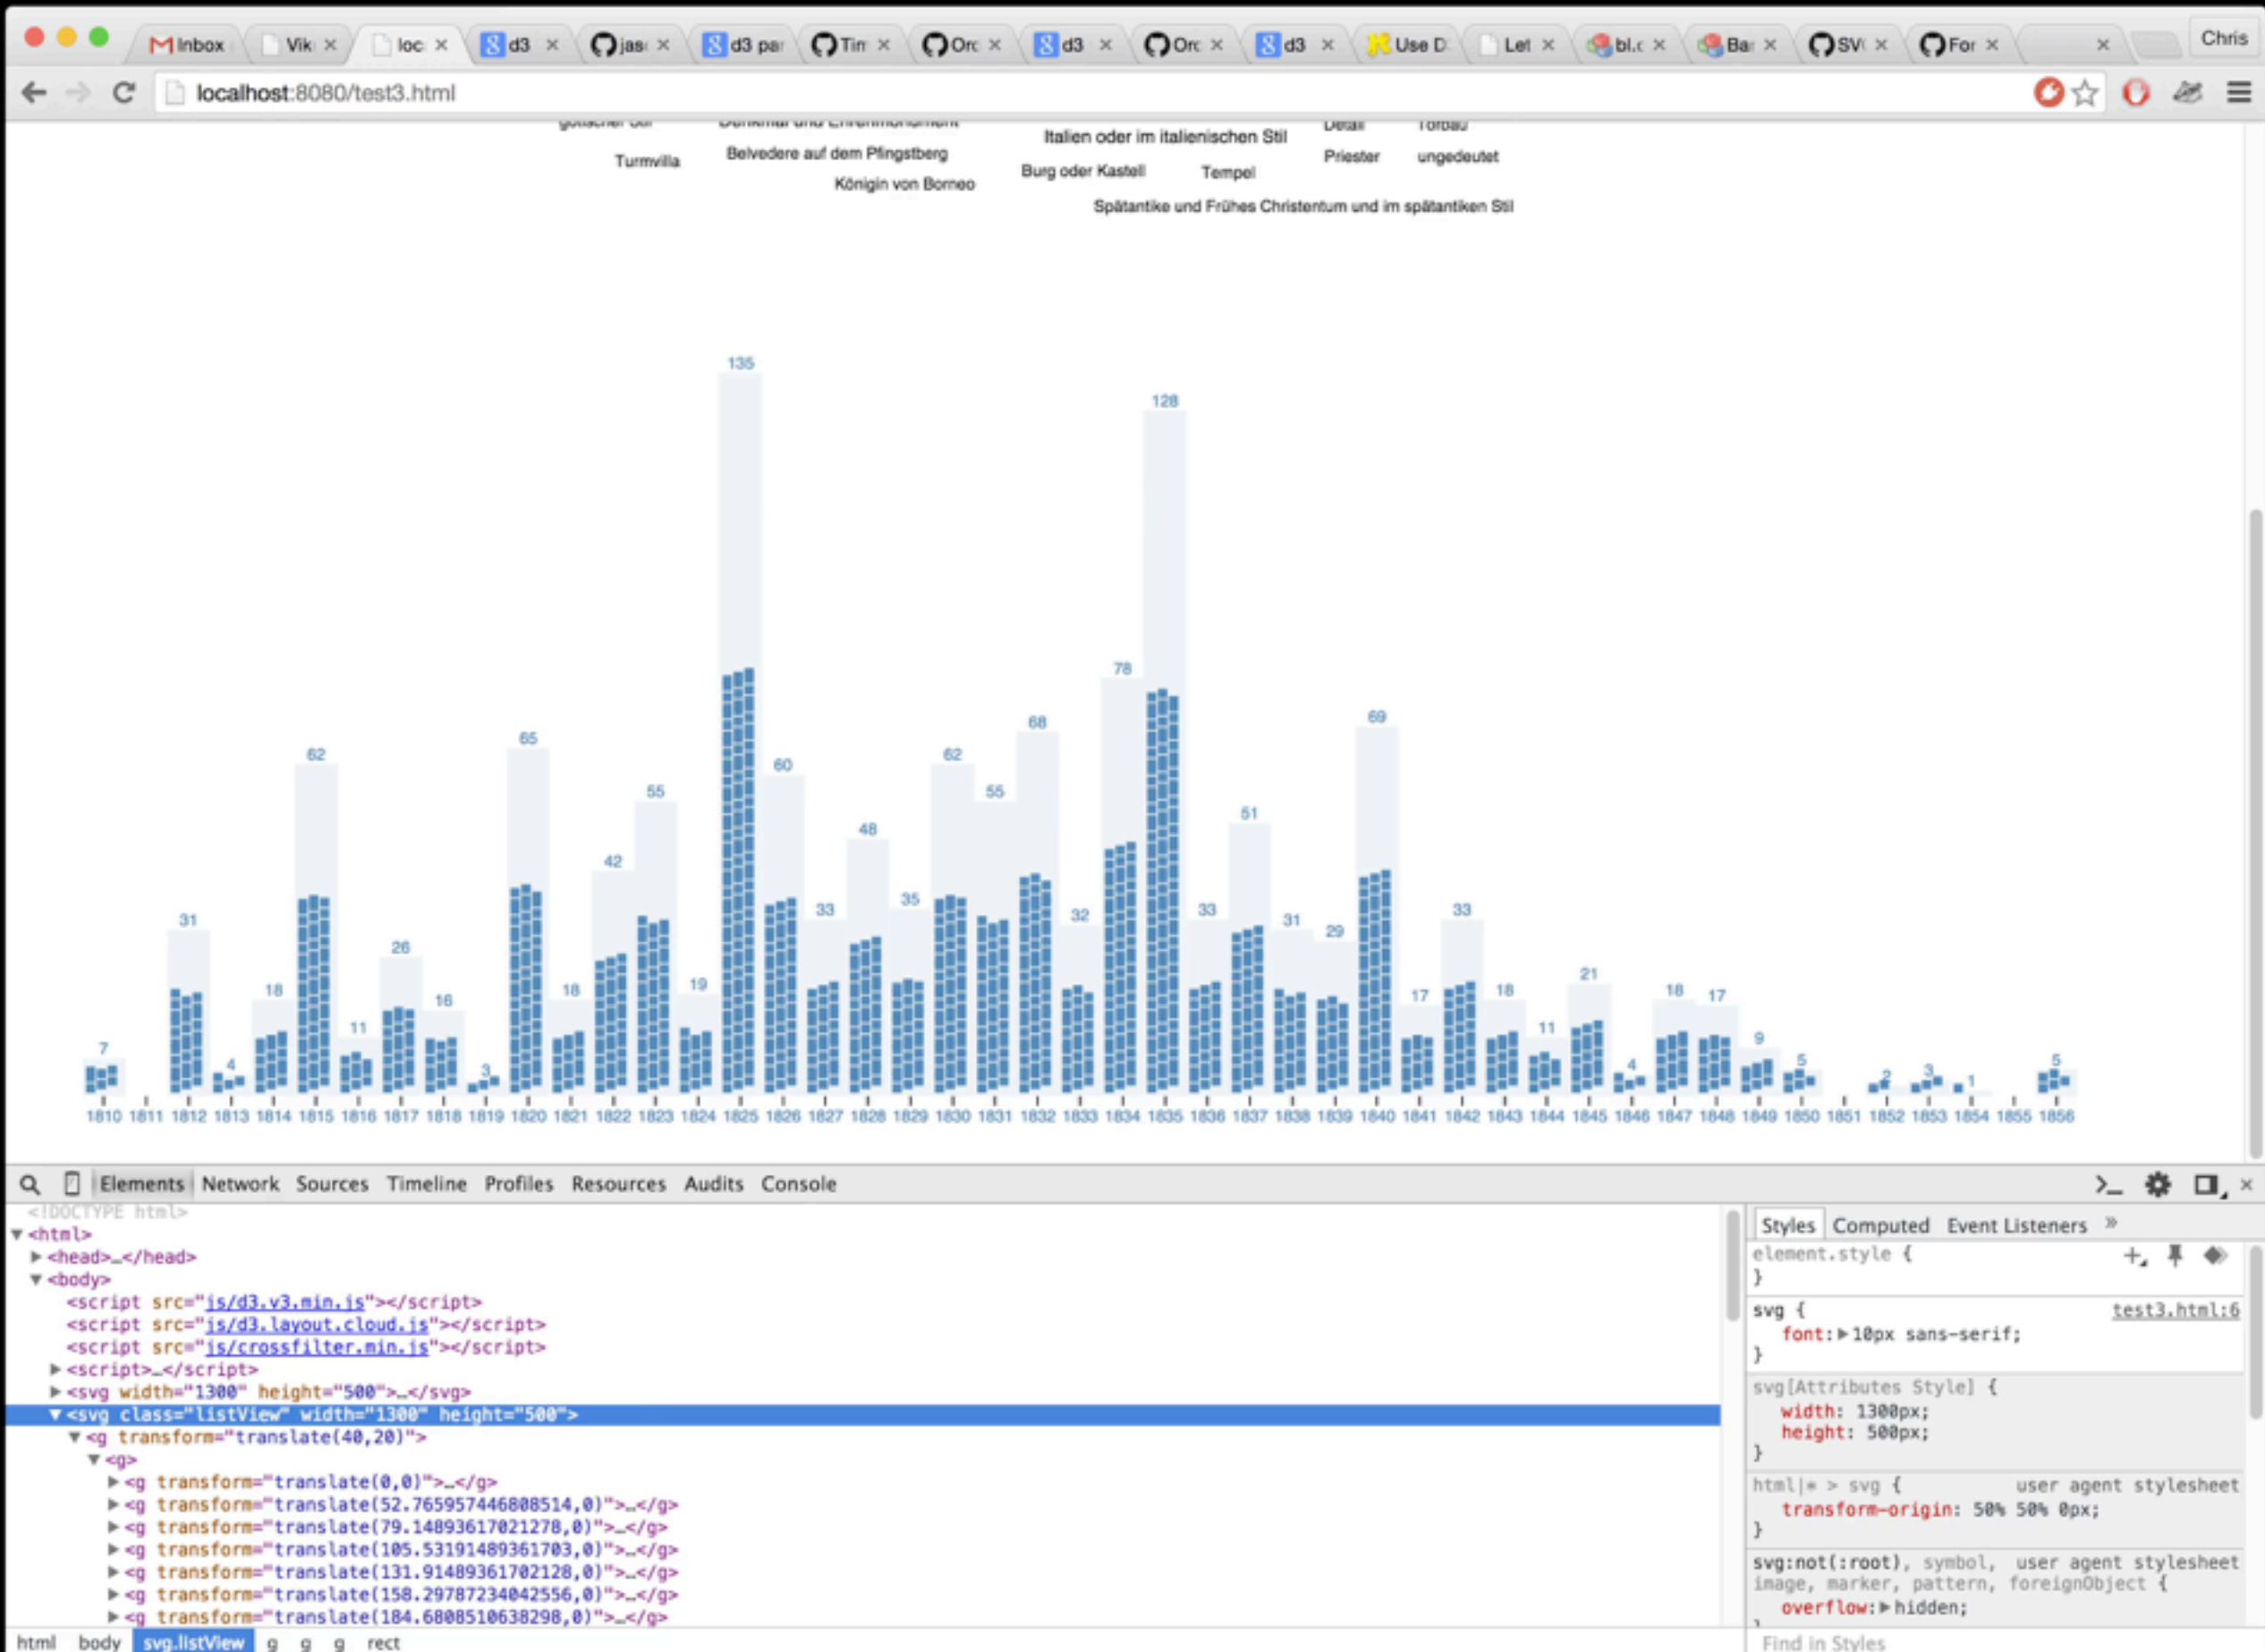 Inbox Vik loc d3 jas d3 par Tim Orc d3 Orc d3 Use D Let bl.c Bar SV For Chris
localhost:8080/test3.html
gotischer Stil Denkmal und Ehrenmonument Italien oder im italienischen Stil Detail Torbau
Turmvilla Belvedere auf dem Pfingstberg Priester ungedeutet
Königin von Borneo Burg oder Kastell Tempel
Spätantike und Frühes Christentum und im spätantiken Stil
7 31 4 18 62 11 26 16 3 65 18 42 55 19 135 60 33 48 35 62 55 68 32 78 128 33 51 31 29 69 17 33 18 11 21 4 18 17 9 5 2 3 1 5
1810 1811 1812 1813 1814 1815 1816 1817 1818 1819 1820 1821 1822 1823 1824 1825 1826 1827 1828 1829 1830 1831 1832 1833 1834 1835 1836 1837 1838 1839 1840 1841 1842 1843 1844 1845 1846 1847 1848 1849 1850 1851 1852 1853 1854 1855 1856
Elements Network Sources Timeline Profiles Resources Audits Console
<!DOCTYPE html>
<html>
<head>…</head>
<body>
<script src="js/d3.v3.min.js"></script>
<script src="js/d3.layout.cloud.js"></script>
<script src="js/crossfilter.min.js"></script>
<script>…</script>
<svg width="1300" height="500">…</svg>
<svg class="listView" width="1300" height="500">
<g transform="translate(40,20)">
<g>
<g transform="translate(0,0)">…</g>
<g transform="translate(52.765957446808514,0)">…</g>
<g transform="translate(79.14893617021278,0)">…</g>
<g transform="translate(105.53191489361703,0)">…</g>
<g transform="translate(131.91489361702128,0)">…</g>
<g transform="translate(158.29787234042556,0)">…</g>
<g transform="translate(184.6808510638298,0)">…</g>
html body svg.listView g g g rect
Styles Computed Event Listeners »
element.style {
}
svg { test3.html:6
font: 10px sans-serif;
}
svg[Attributes Style] {
width: 1300px;
height: 500px;
}
html|* > svg { user agent stylesheet
transform-origin: 50% 50% 0px;
}
svg:not(:root), symbol, user agent stylesheet
image, marker, pattern, foreignObject {
overflow: hidden;
Find in Styles